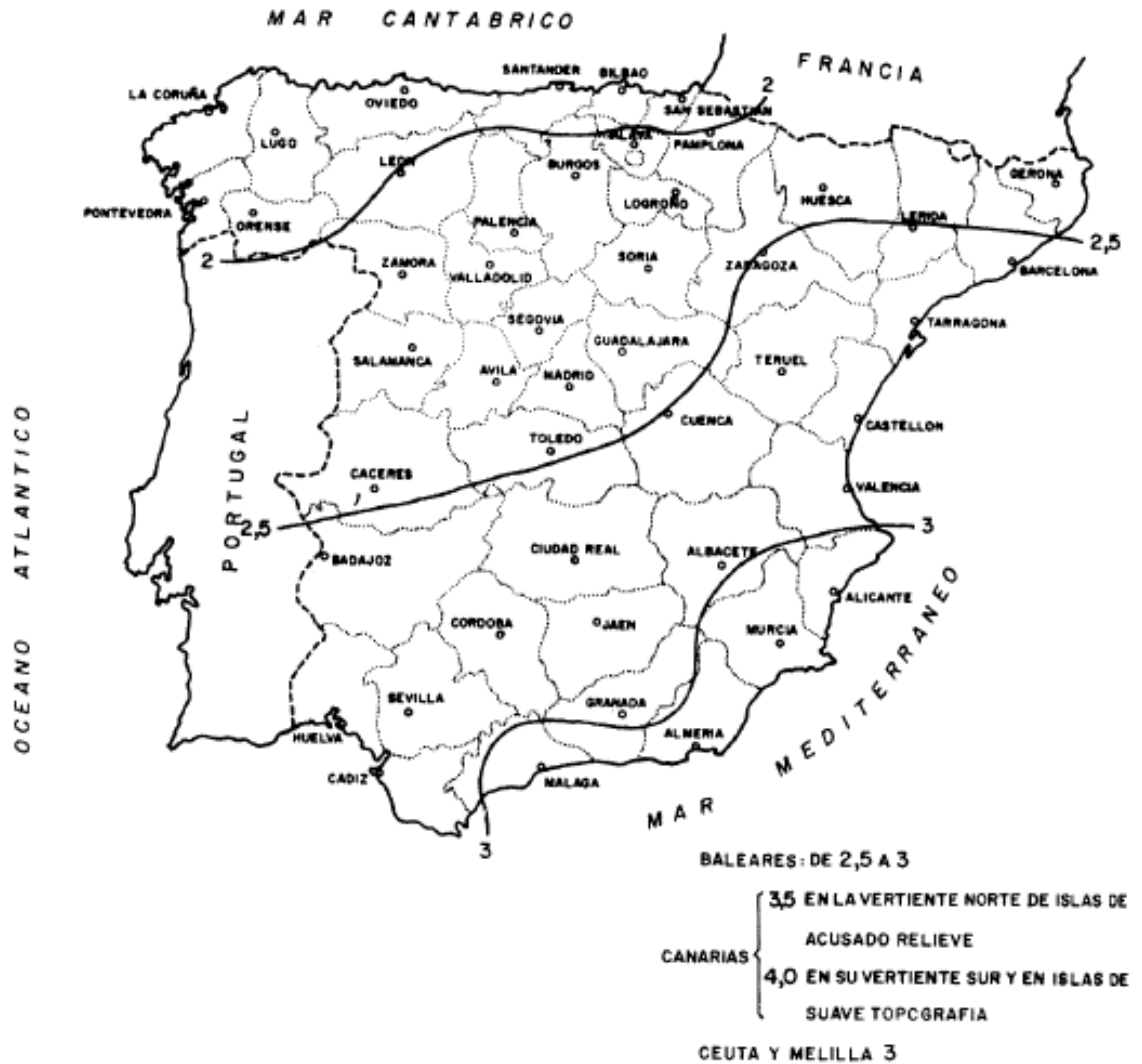 MAR CANTABRICO
FRANCIA
SANTANDER
BILBAO
2
LA CORUÑA
OVIEDO
SAN SEBASTIAN
LUGO
ALAVA
PAMPLONA
LEON
BURGOS
GERONA
HUESCA
LOGROÑO
PONTEVEDRA
ORENSE
PALENCIA
LERIDA
2,5
2
ZAMORA
VALLADOLID
SORIA
ZARAGOZA
BARCELONA
SEGOVIA
TARRAGONA
SALAMANCA
GUADALAJARA
TERUEL
AVILA
MADRID
CUENCA
CASTELLON
TOLEDO
CACERES
VALENCIA
2,5
PORTUGAL
OCEANO ATLANTICO
3
BADAJOZ
CIUDAD REAL
ALBACETE
ALICANTE
CORDOBA
JAEN
MURCIA
SEVILLA
GRANADA
HUELVA
ALMERIA
CADIZ
MALAGA
MAR MEDITERRANEO
3
BALEARES: DE 2,5 A 3
3,5 EN LA VERTIENTE NORTE DE ISLAS DE
ACUSADO RELIEVE
CANARIAS
4,0 EN SU VERTIENTE SUR Y EN ISLAS DE
SUAVE TOPOGRAFIA
CEUTA Y MELILLA 3